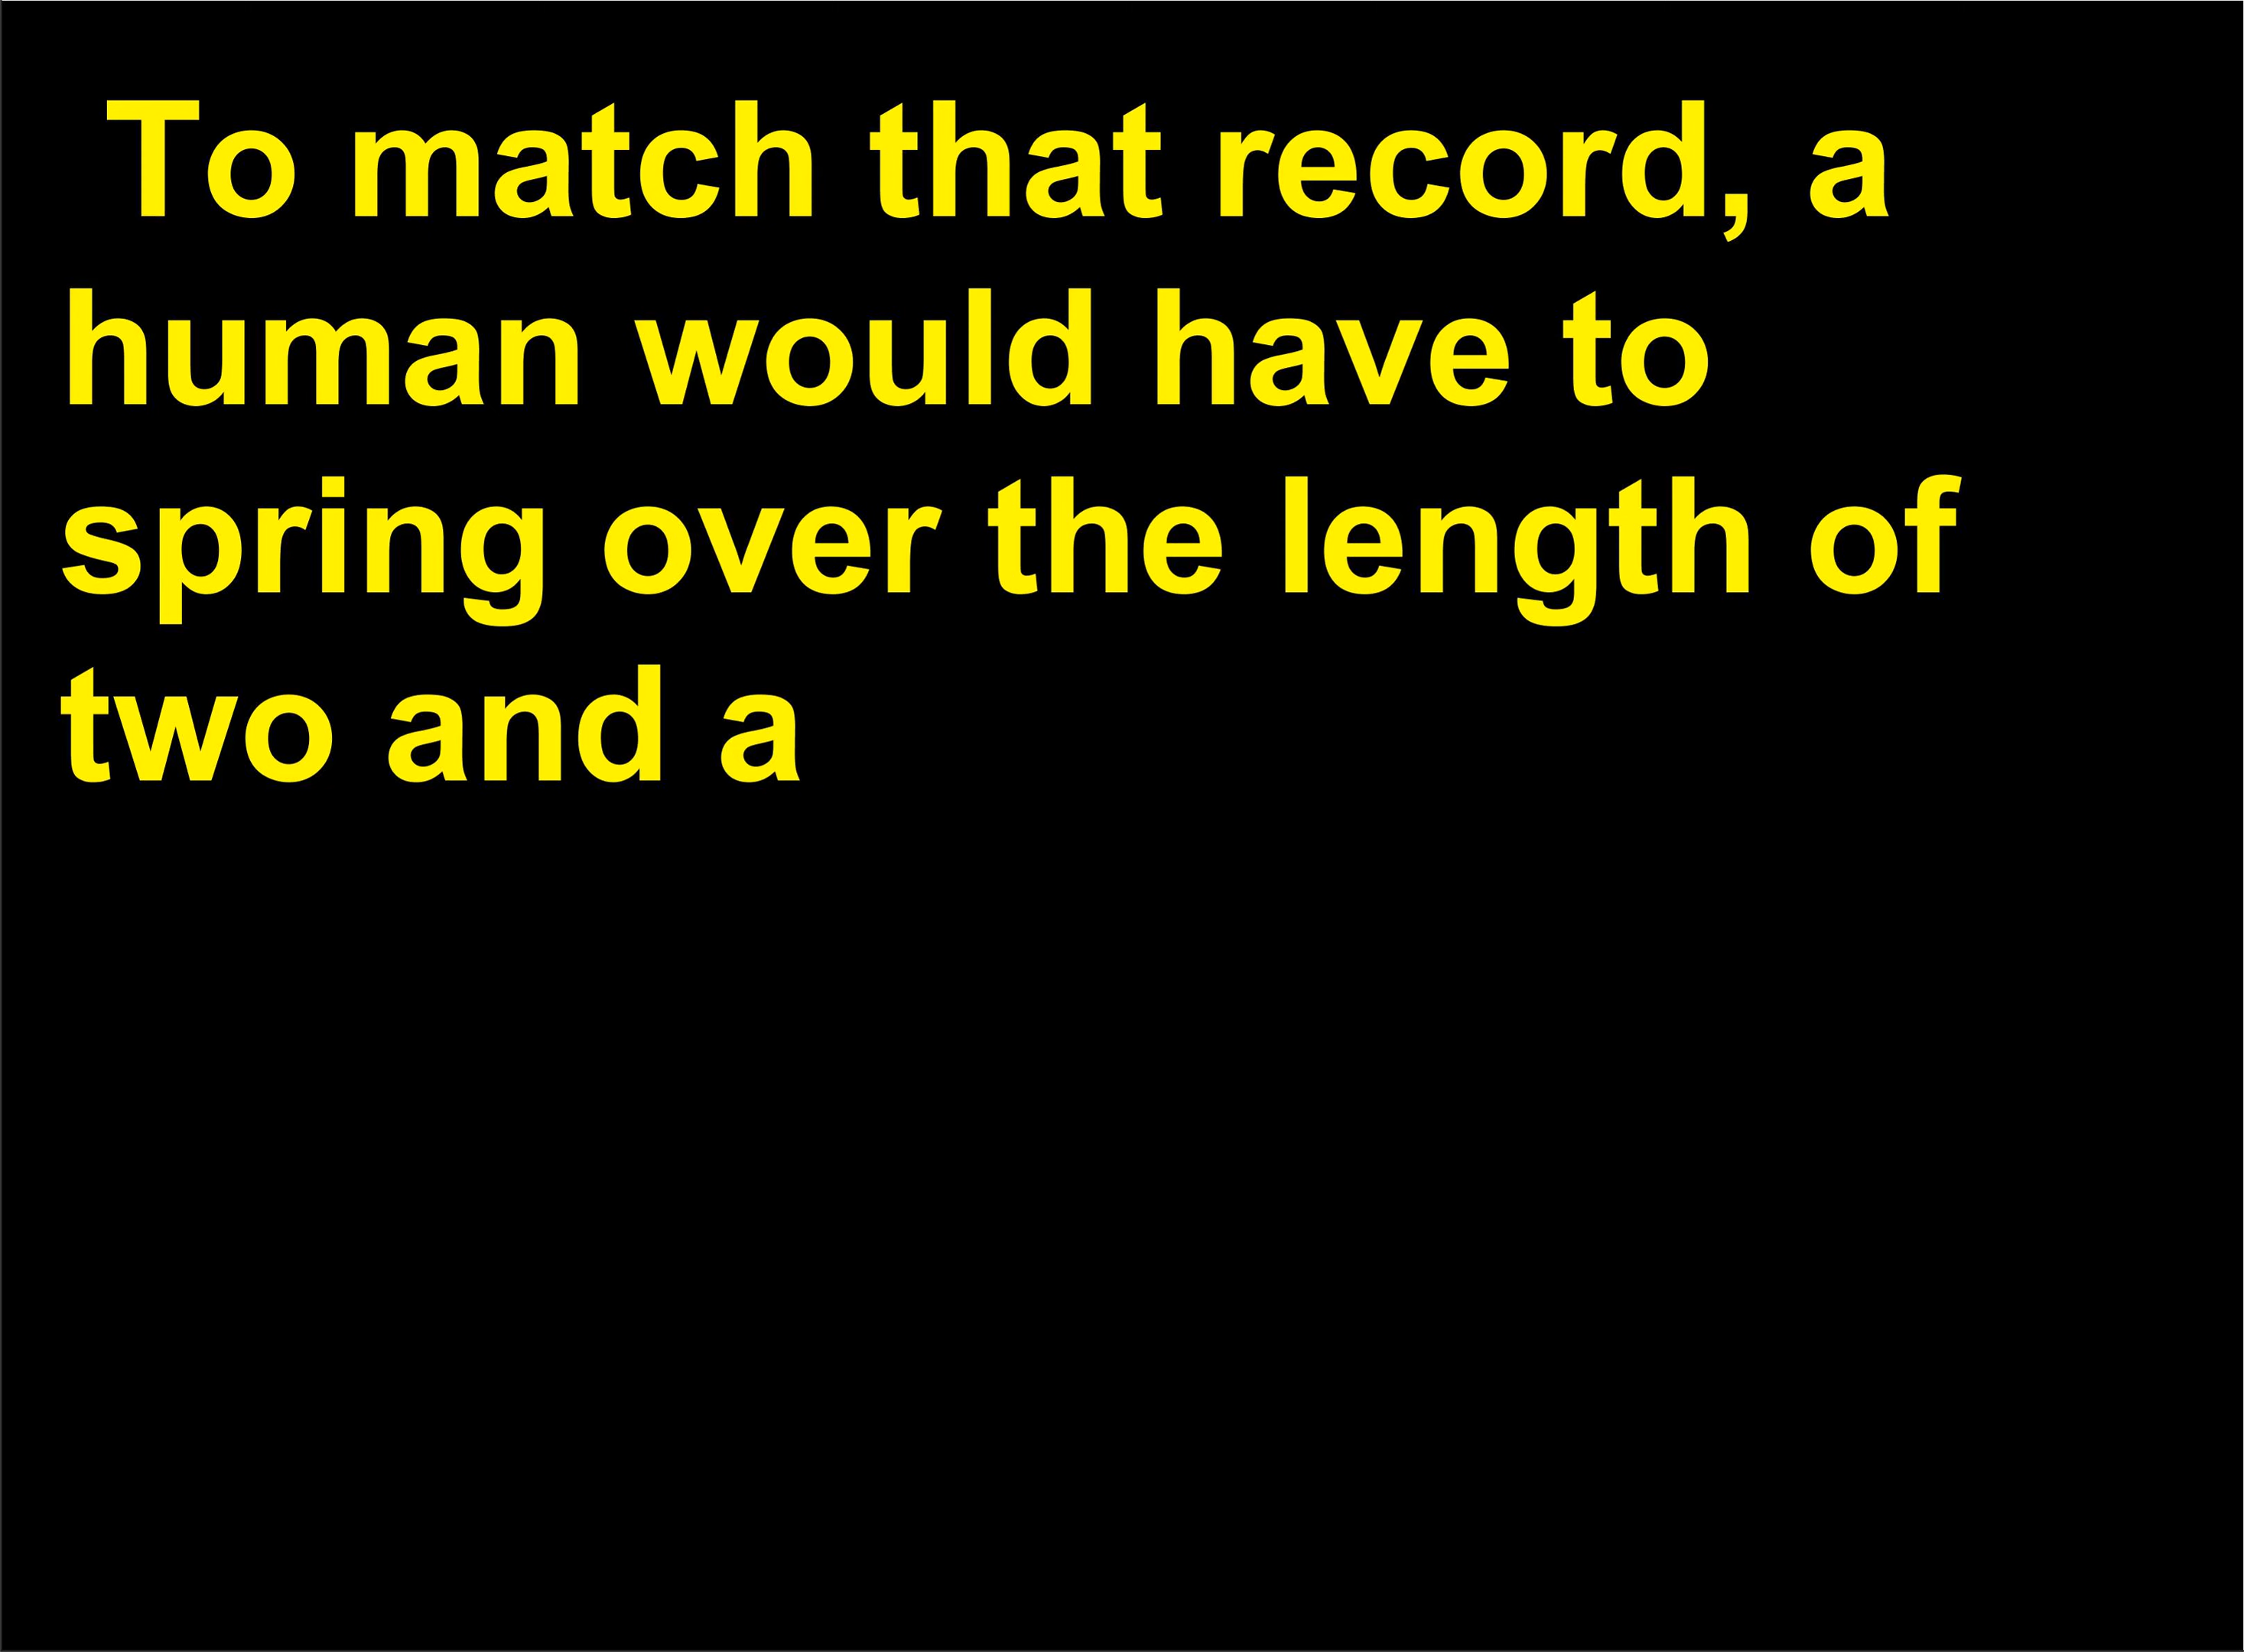 To match that record, a
human would have to
spring over the length of
two and a